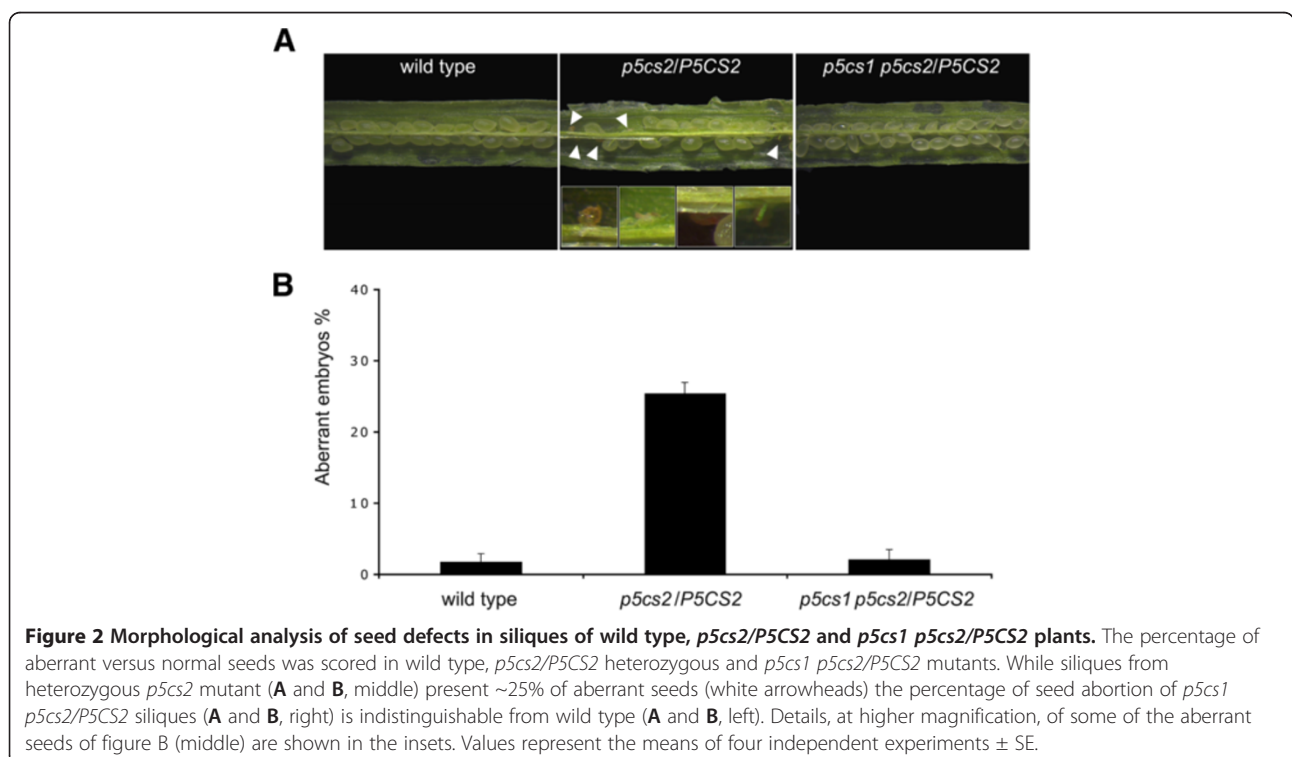 A
wild type
p5cs2/P5CS2
p5cs1 p5cs2/P5CS2
B
Aberrant embryos %
40
30
20
10
0
wild type
p5cs2/P5CS2
p5cs1 p5cs2/P5CS2
Figure 2 Morphological analysis of seed defects in siliques of wild type, p5cs2/P5CS2 and p5cs1 p5cs2/P5CS2 plants. The percentage of
aberrant versus normal seeds was scored in wild type, p5cs2/P5CS2 heterozygous and p5cs1 p5cs2/P5CS2 mutants. While siliques from
heterozygous p5cs2 mutant (A and B, middle) present ~25% of aberrant seeds (white arrowheads) the percentage of seed abortion of p5cs1
p5cs2/P5CS2 siliques (A and B, right) is indistinguishable from wild type (A and B, left). Details, at higher magnification, of some of the aberrant
seeds of figure B (middle) are shown in the insets. Values represent the means of four independent experiments ± SE.